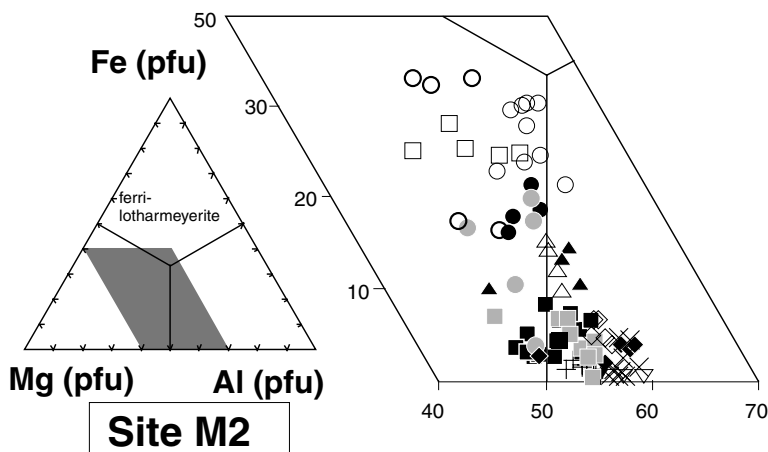 50
Fe (pfu)
30
ferri-
lotharmeyerite
20
10
Mg (pfu) Al (pfu)
40 50 60 70
Site M2